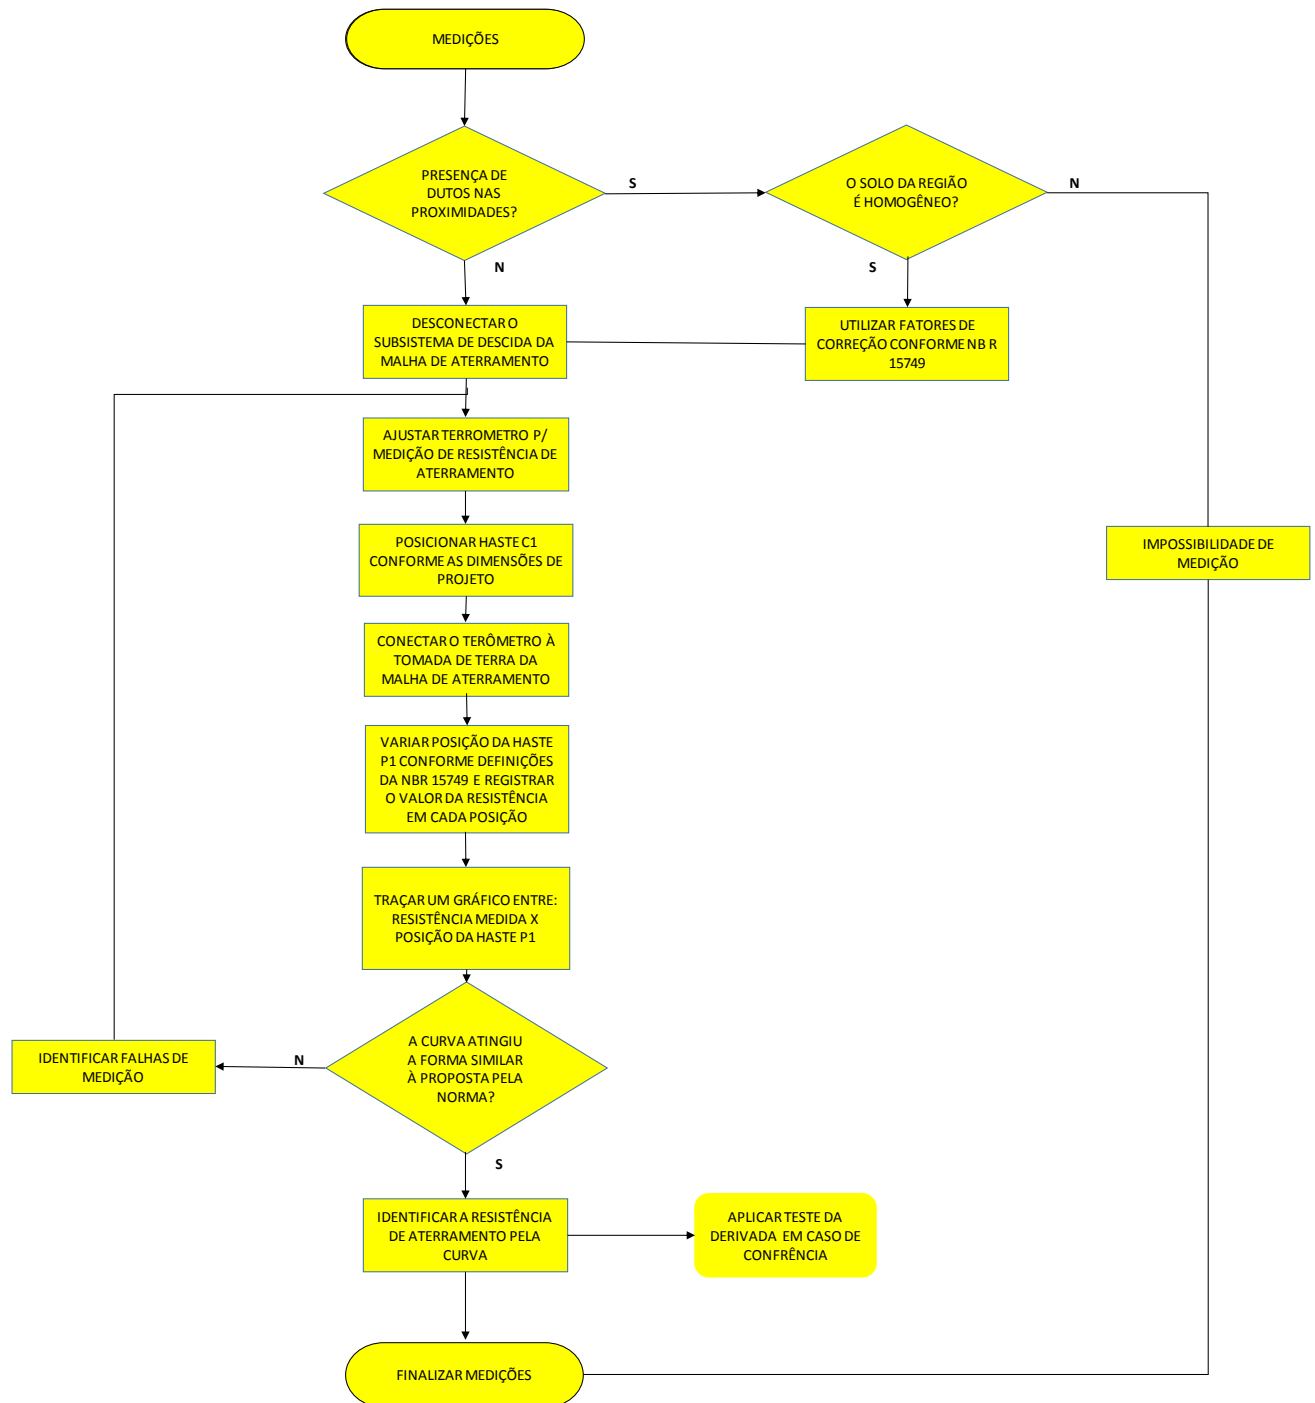 MEDIÇÕES
PRESENÇA DE
DUTOS NAS
PROXIMIDADES?
S
O SOLO DA REGIÃO
É HOMOGÊNEO?
N
N
S
DESCONECTAR O
SUBSISTEMA DE DESCIDA DA
MALHA DE ATERRAMENTO
UTILIZAR FATORES DE
CORREÇÃO CONFORME NB R
15749
AJUSTAR TERROMETRO P/
MEDIÇÃO DE RESISTÊNCIA DE
ATERRAMENTO
POSICIONAR HASTE C1
CONFORME AS DIMENSÕES DE
PROJETO
IMPOSSIBILIDADE DE
MEDIÇÃO
CONECTAR O TERÔMETRO À
TOMADA DE TERRA DA
MALHA DE ATERRAMENTO
VARIAR POSIÇÃO DA HASTE
P1 CONFORME DEFINIÇÕES
DA NBR 15749 E REGISTRAR
O VALOR DA RESISTÊNCIA
EM CADA POSIÇÃO
TRAÇAR UM GRÁFICO ENTRE:
RESISTÊNCIA MEDIDA X
POSIÇÃO DA HASTE P1
A CURVA ATINGIU
A FORMA SIMILAR
À PROPOSTA PELA
NORMA?
N
IDENTIFICAR FALHAS DE
MEDIÇÃO
S
IDENTIFICAR A RESISTÊNCIA
DE ATERRAMENTO PELA
CURVA
APLICAR TESTE DA
DERIVADA EM CASO DE
CONFRÊNCIA
FINALIZAR MEDIÇÕES